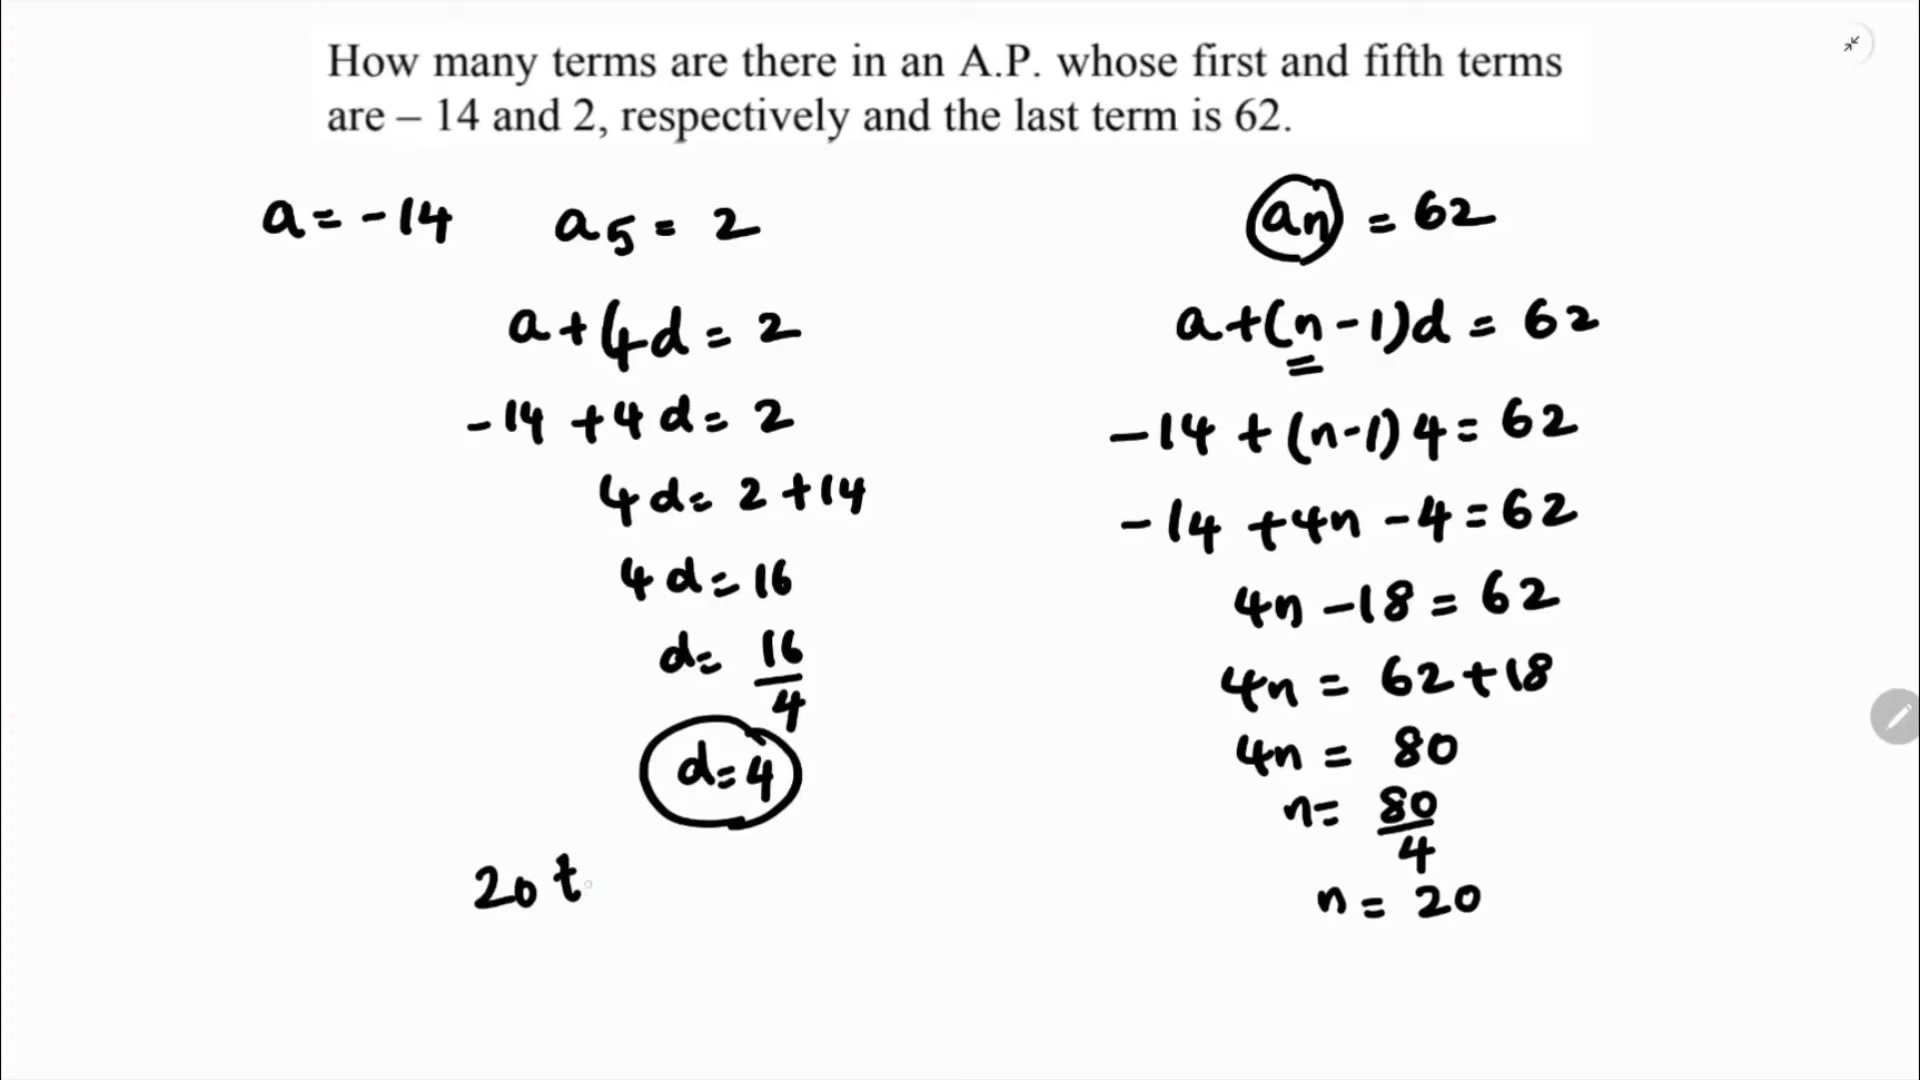 How many terms are there in an A.P. whose first and fifth terms
are – 14 and 2, respectively and the last term is 62.
a = -14
a5 = 2
a + 4d = 2
-14 + 4d = 2
4d = 2 + 14
4d = 16
d = 16/4
d = 4
20 t
an = 62
a + (n - 1)d = 62
-14 + (n-1) 4 = 62
-14 + 4n - 4 = 62
4n - 18 = 62
4n = 62 + 18
4n = 80
n = 80/4
n = 20